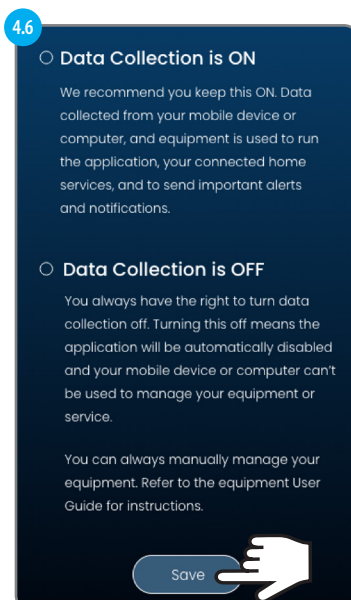 4.6
Data Collection is ON
We recommend you keep this ON. Data
collected from your mobile device or
computer, and equipment is used to run
the application, your connected home
services, and to send important alerts
and notifications.
Data Collection is OFF
You always have the right to turn data
collection off. Turning this off means the
application will be automatically disabled
and your mobile device or computer can't
be used to manage your equipment or
service.
You can always manually manage your
equipment. Refer to the equipment User
Guide for instructions.
Save